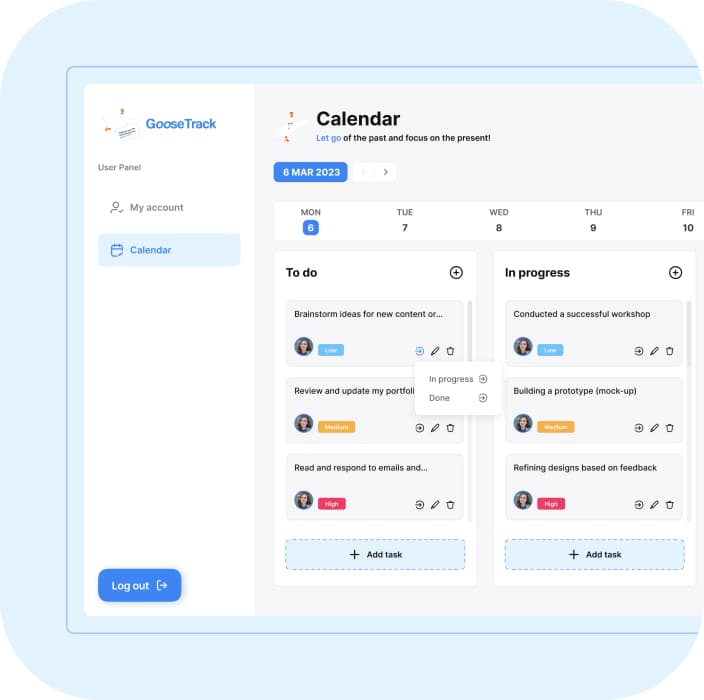 GooseTrack
User Panel
My account
Calendar
Log out
Calendar
Let go of the past and focus on the present!
6 MAR 2023
MON TUE WED THU FRI
6 7 8 9 10
To do
Brainstorm ideas for new content or...
Low
In progress
Done
Review and update my portfoli
Medium
Read and respond to emails and...
High
Add task
In progress
Conducted a successful workshop
Low
Building a prototype (mock-up)
Medium
Refining designs based on feedback
High
Add task